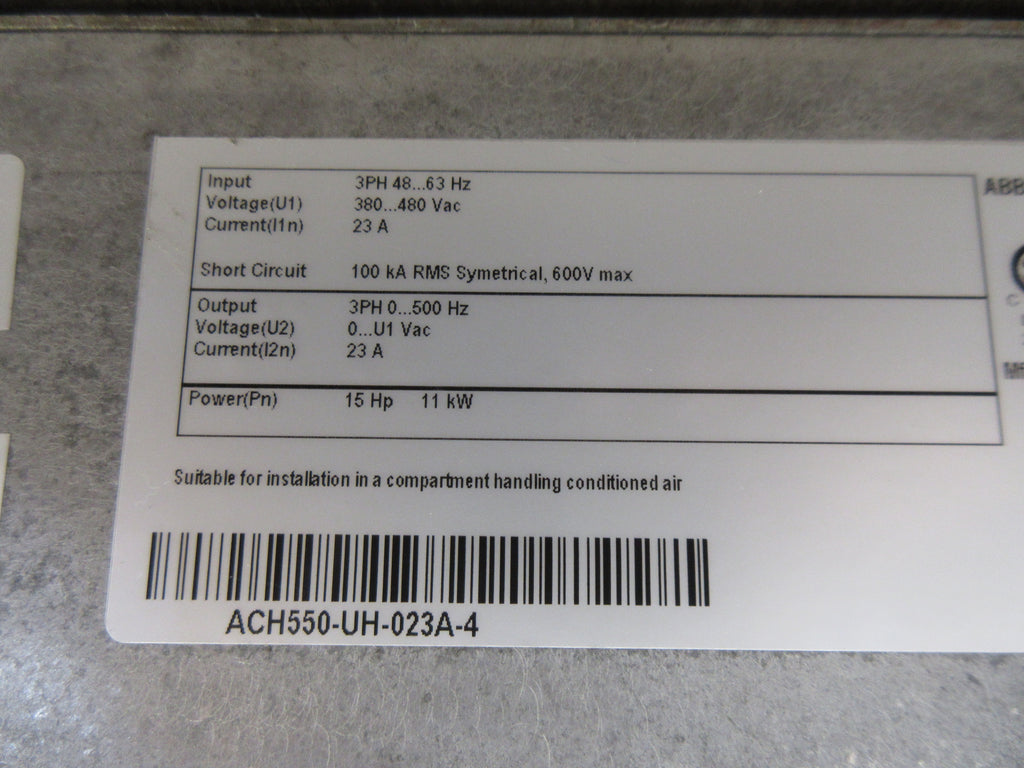 Input 3PH 48...63 Hz
Voltage(U1) 380...480 Vac
Current(I1n) 23 A
Short Circuit 100 kA RMS Symetrical, 600V max
Output 3PH 0...500 Hz
Voltage(U2) 0...U1 Vac
Current(I2n) 23 A
Power(Pn) 15 Hp 11 kW
Suitable for installation in a compartment handling conditioned air
ACH550-UH-023A-4
ABB